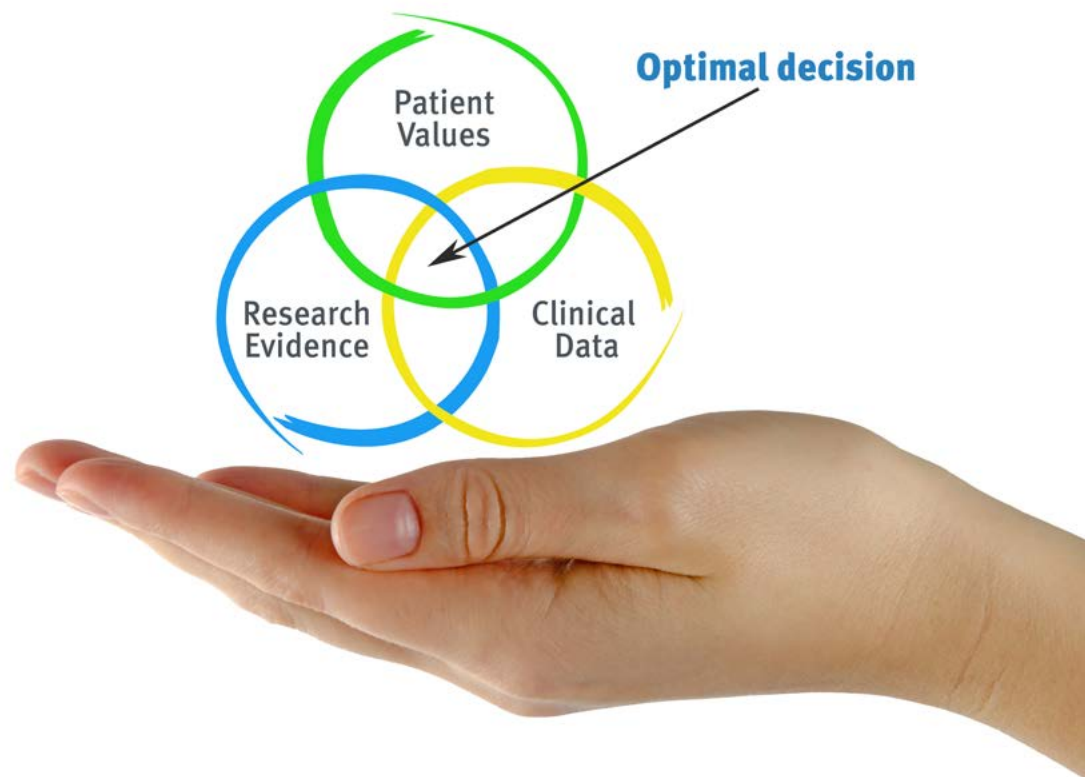 Optimal decision
Patient
Values
Research
Evidence
Clinical
Data